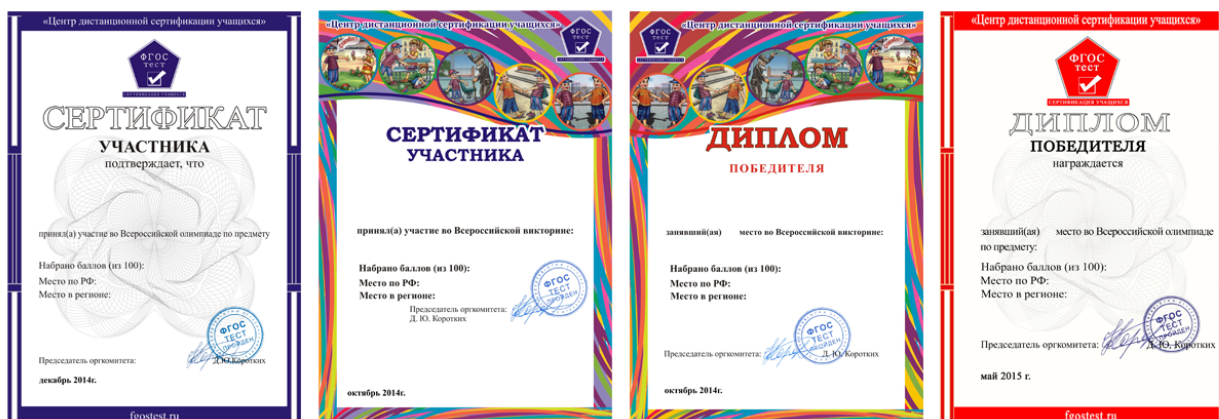 «Центр дистанционной сертификации учащихся»
ФГОС
ТЕСТ
СЕРТИФИКАЦИЯ УЧАЩИХСЯ
СЕРТИФИКАТ
УЧАСТНИКА
подтверждает, что
принял(а) участие во Всероссийской олимпиаде по предмету
Набрано баллов (из 100):
Место по РФ:
Место в регионе:
ФГОС
ТЕСТ
ПРОЙДЕН
Председатель оргкомитета:
Д.Ю.Коротких
декабрь 2014г.
fgostest.ru
«Центр дистанционной сертификации учащихся»
ФГОС
ТЕСТ
СЕРТИФИКАЦИЯ УЧАЩИХСЯ
СЕРТИФИКАТ
УЧАСТНИКА
принял(а) участие во Всероссийской викторине:
Набрано баллов (из 100):
Место по РФ:
Место в регионе:
Председатель оргкомитета:
Д. Ю. Коротких
ФГОС
ТЕСТ
ПРОЙДЕН
октябрь 2014г.
«Центр дистанционной сертификации учащихся»
ФГОС
ТЕСТ
СЕРТИФИКАЦИЯ УЧАЩИХСЯ
ДИПЛОМ
ПОБЕДИТЕЛЯ
занявший(ая) место во Всероссийской викторине:
Набрано баллов (из 100):
Место по РФ:
Место в регионе:
ФГОС
ТЕСТ
ПРОЙДЕН
Председатель оргкомитета:
Д. Ю. Коротких
октябрь 2014г.
«Центр дистанционной сертификации учащихся»
ФГОС
ТЕСТ
СЕРТИФИКАЦИЯ УЧАЩИХСЯ
ДИПЛОМ
ПОБЕДИТЕЛЯ
награждается
занявший(ая) место во Всероссийской олимпиаде
по предмету:
Набрано баллов (из 100):
Место по РФ:
Место в регионе:
ФГОС
ТЕСТ
ПРОЙДЕН
Председатель оргкомитета:
Д. Ю. Коротких
май 2015 г.
fgostest.ru